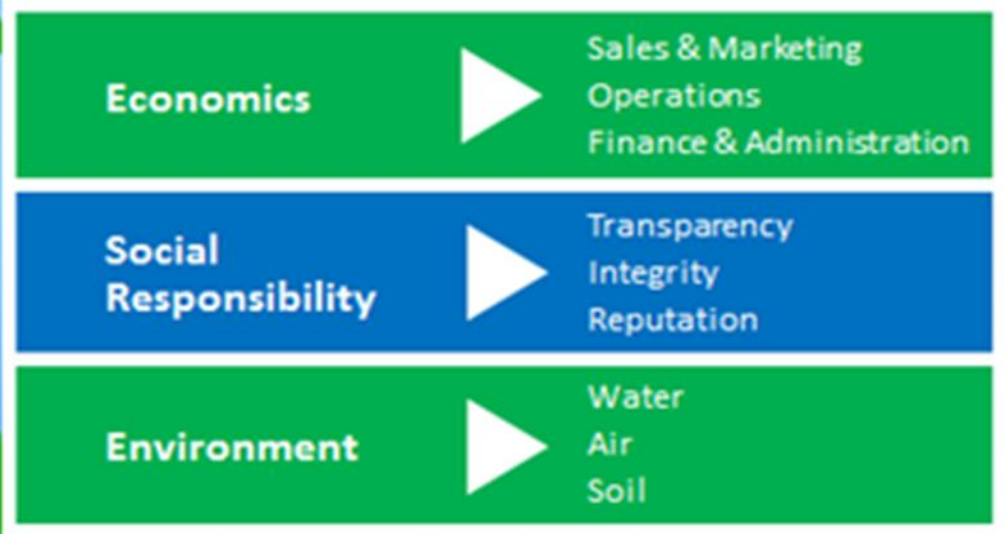 Economics
Sales & Marketing
Operations
Finance & Administration
Social
Responsibility
Transparency
Integrity
Reputation
Environment
Water
Air
Soil